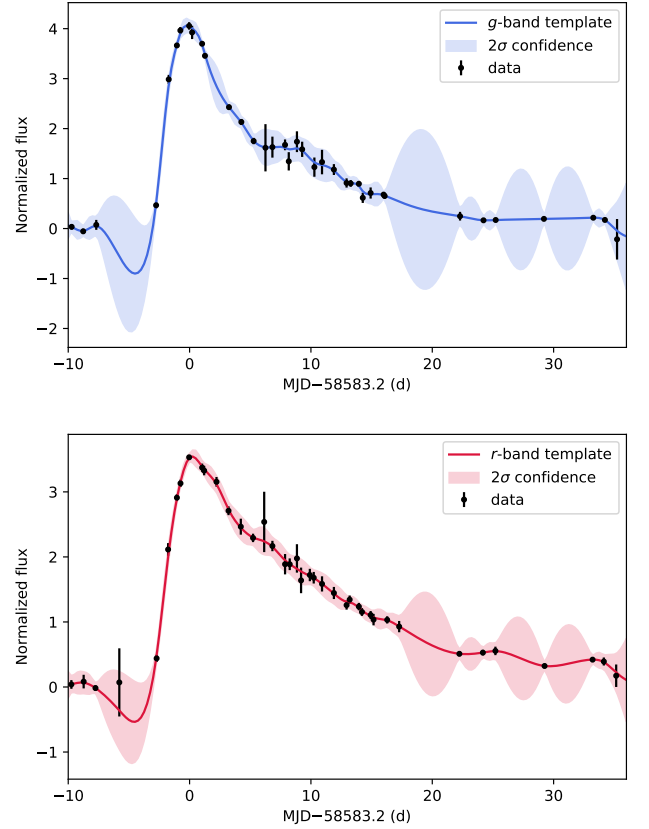 g-band template
2σ confidence
data
Normalized flux
4
3
2
1
0
−1
−2
−10
0
10
20
30
MJD−58583.2 (d)
r-band template
2σ confidence
data
Normalized flux
3
2
1
0
−1
−10
0
10
20
30
MJD−58583.2 (d)